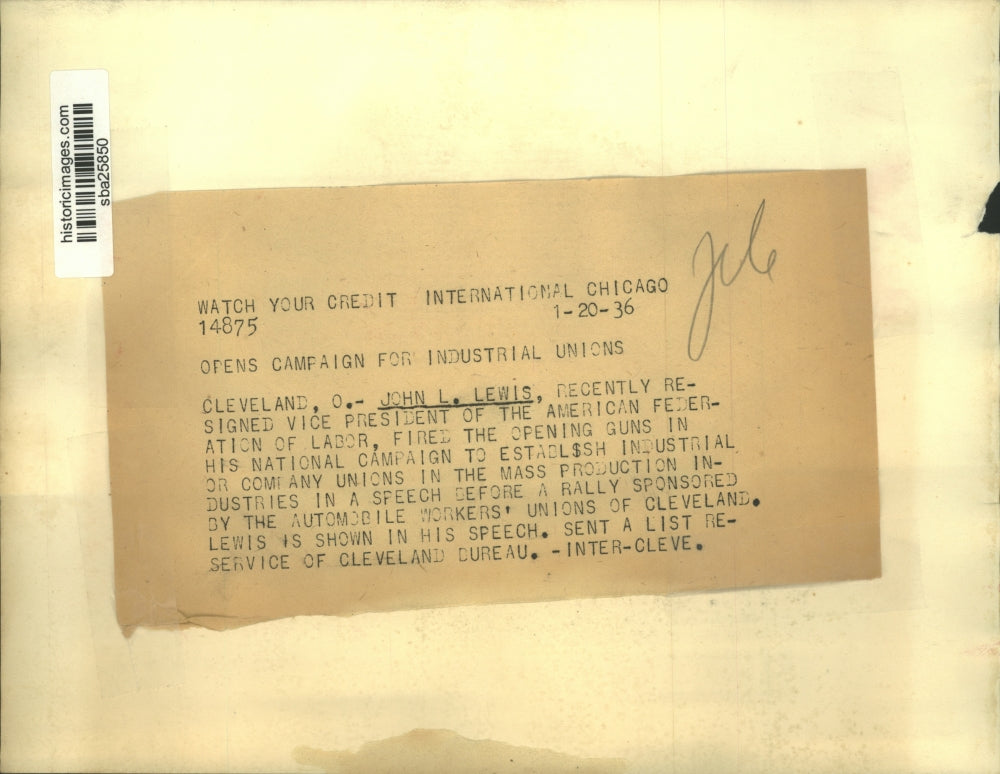 historicimages.com
sba25850
WATCH YOUR CREDIT INTERNATIONAL CHICAGO
14875 1-20-36
OPENS CAMPAIGN FOR INDUSTRIAL UNIONS
CLEVELAND, O.- JOHN L. LEWIS, RECENTLY RE-
SIGNED VICE PRESIDENT OF THE AMERICAN FEDER-
ATION OF LABOR, FIRED THE OPENING GUNS IN
HIS NATIONAL CAMPAIGN TO ESTABL$SH INDUSTRIAL
OR COMPANY UNIONS IN THE MASS PRODUCTION IN-
DUSTRIES IN A SPEECH BEFORE A RALLY SPONSORED
BY THE AUTOMOBILE WORKERS' UNIONS OF CLEVELAND.
LEWIS IS SHOWN IN HIS SPEECH. SENT A LIST RE-
SERVICE OF CLEVELAND BUREAU. -INTER-CLEVE.